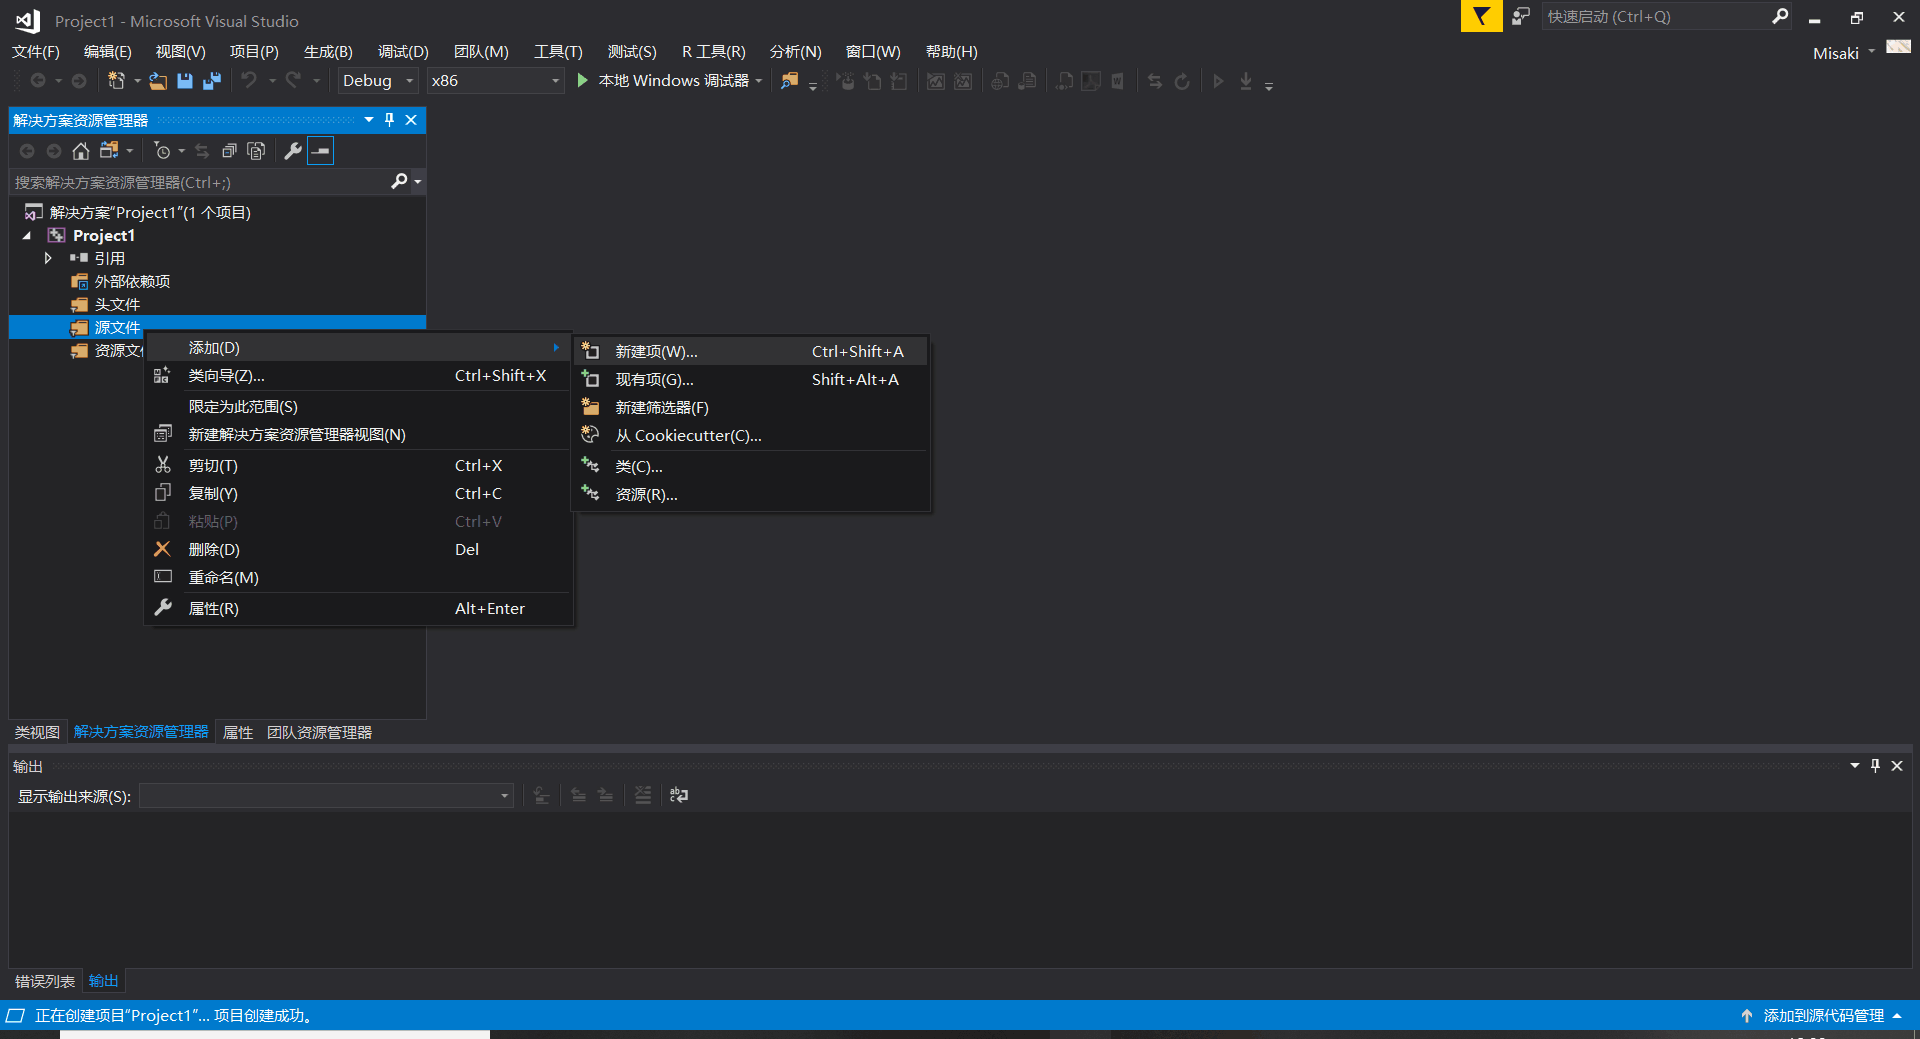 Project1 - Microsoft Visual Studio
快速启动 (Ctrl+Q)
文件(F) 编辑(E) 视图(V) 项目(P) 生成(B) 调试(D) 团队(M) 工具(T) 测试(S) R 工具(R) 分析(N) 窗口(W) 帮助(H)
Misaki
Debug x86 本地 Windows 调试器
解决方案资源管理器
搜索解决方案资源管理器(Ctrl+;)
解决方案"Project1"(1 个项目)
Project1
引用
外部依赖项
头文件
源文件
资源文
添加(D)
类向导(Z)... Ctrl+Shift+X
限定为此范围(S)
新建解决方案资源管理器视图(N)
剪切(T) Ctrl+X
复制(Y) Ctrl+C
粘贴(P) Ctrl+V
删除(D) Del
重命名(M)
属性(R) Alt+Enter
新建项(W)... Ctrl+Shift+A
现有项(G)... Shift+Alt+A
新建筛选器(F)
从 Cookiecutter(C)...
类(C)...
资源(R)...
类视图 解决方案资源管理器 属性 团队资源管理器
输出
显示输出来源(S):
错误列表 输出
正在创建项目"Project1"... 项目创建成功。
添加到源代码管理